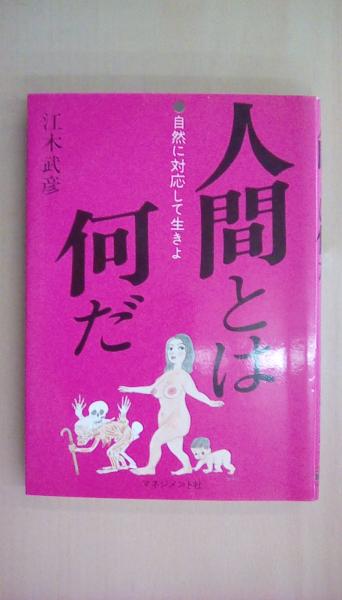 人間とは
何だ
●自然に対応して生きよ
江木武彦
マネジメント社